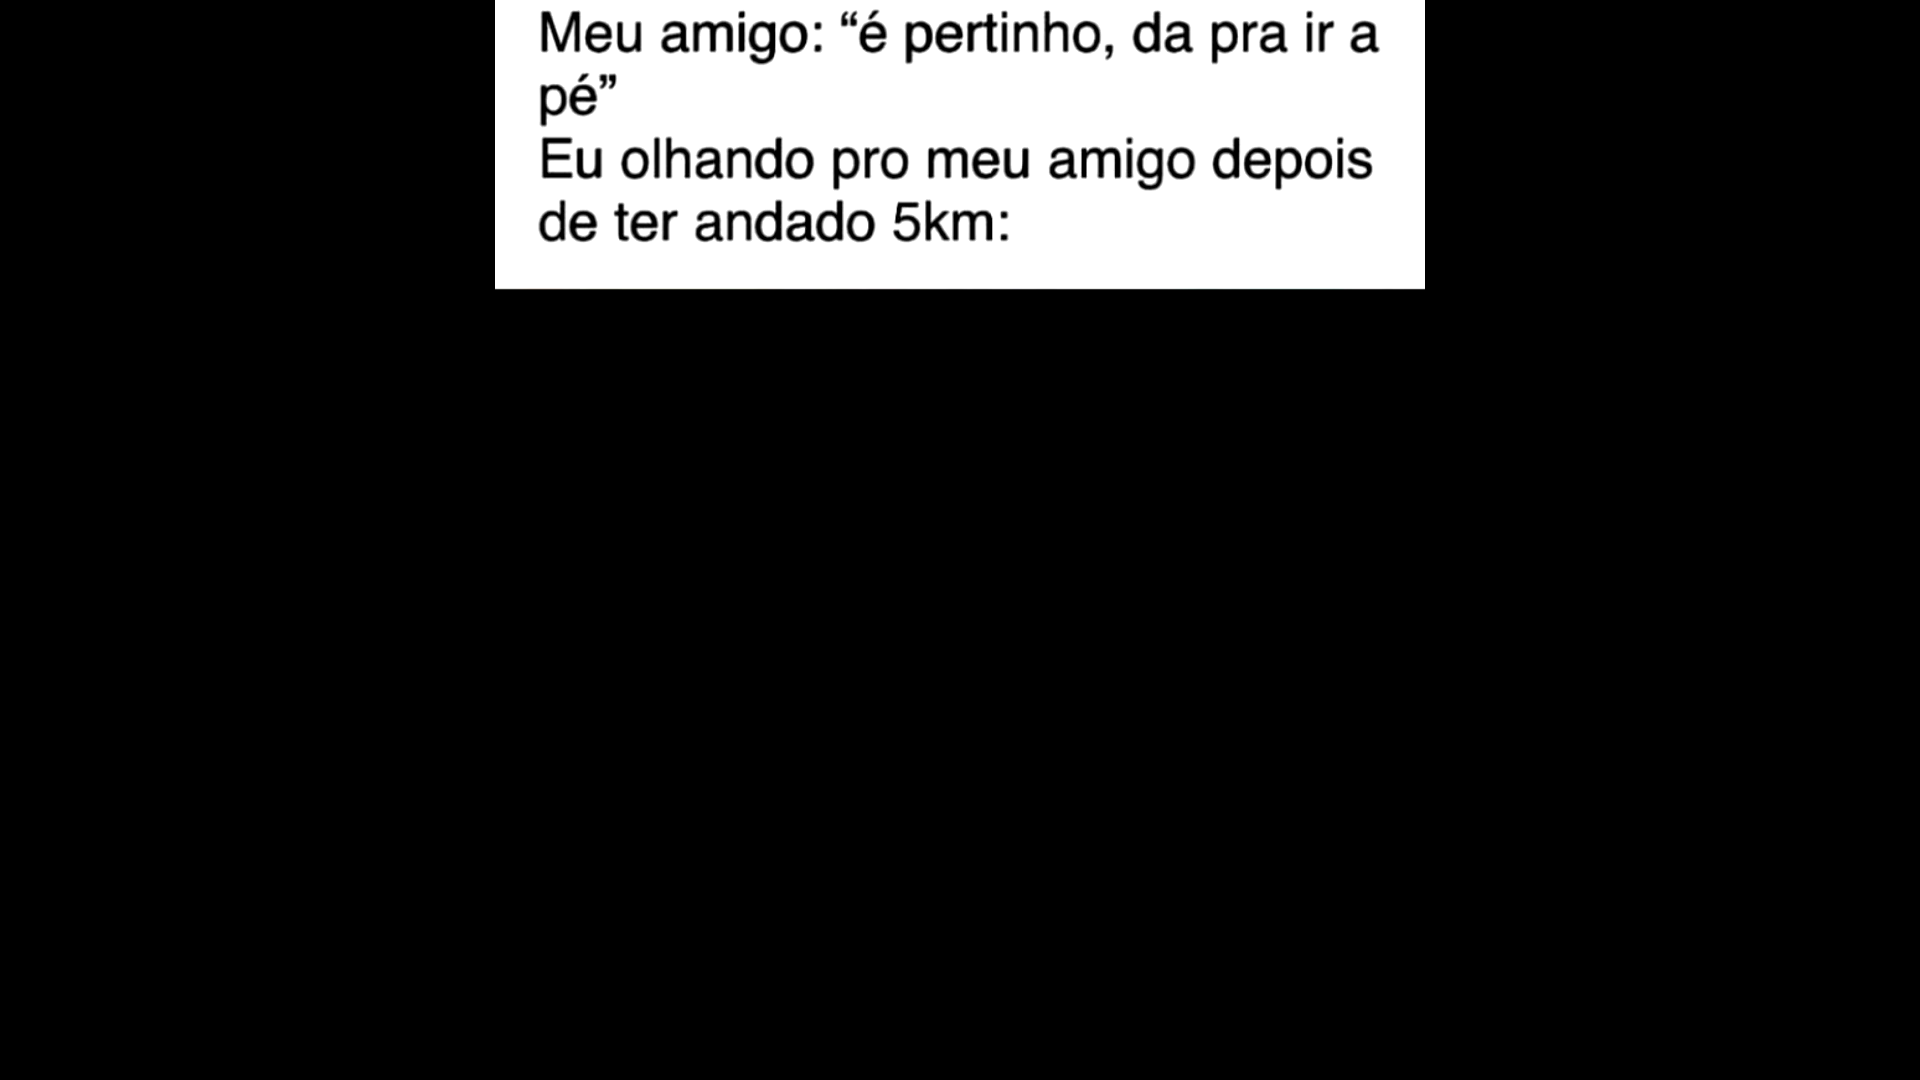 Meu amigo: “é pertinho, da pra ir a
pé”
Eu olhando pro meu amigo depois
de ter andado 5km: